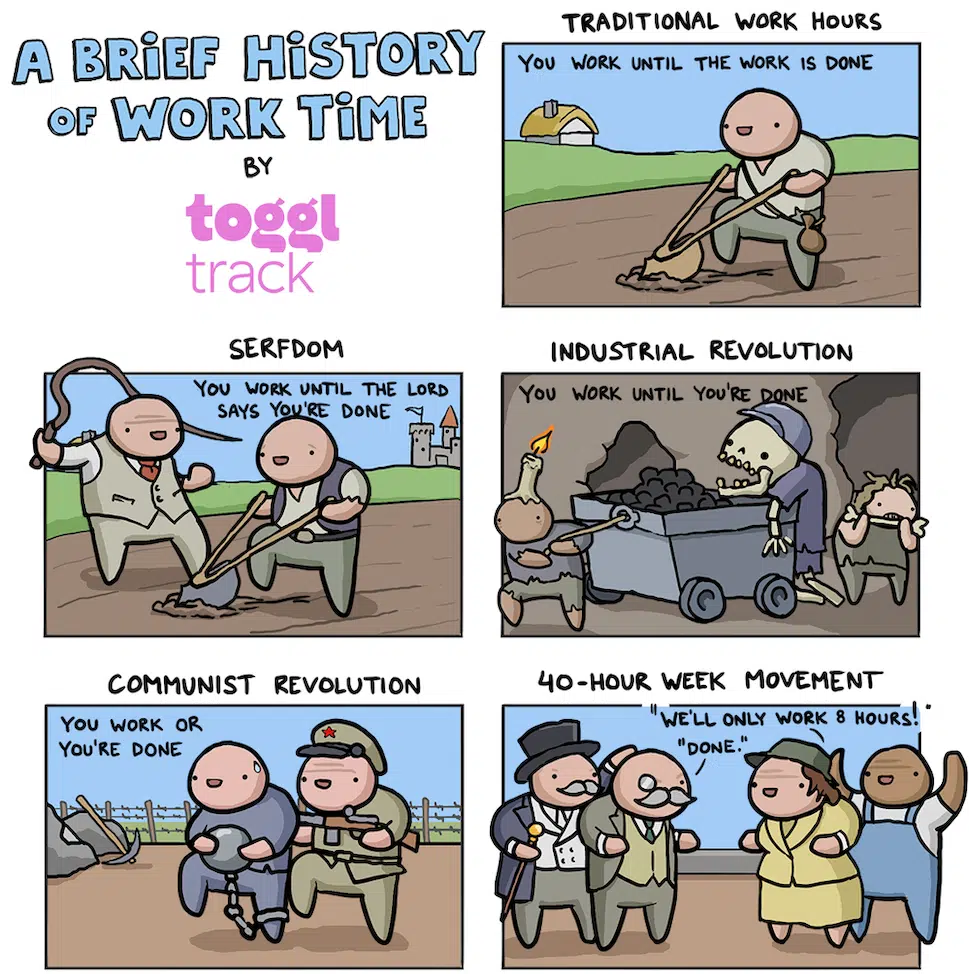 A BRiEF HiSTORY
OF WORK TiME
BY
toggl
track
TRADITIONAL WORK HOURS
YOU WORK UNTIL THE WORK IS DONE
SERFDOM
YOU WORK UNTIL THE LORD
SAYS YOU'RE DONE
INDUSTRIAL REVOLUTION
YOU WORK UNTIL YOU'RE DONE
COMMUNIST REVOLUTION
YOU WORK OR
YOU'RE DONE
40-HOUR WEEK MOVEMENT
"WE'LL ONLY WORK 8 HOURS!"
"DONE."